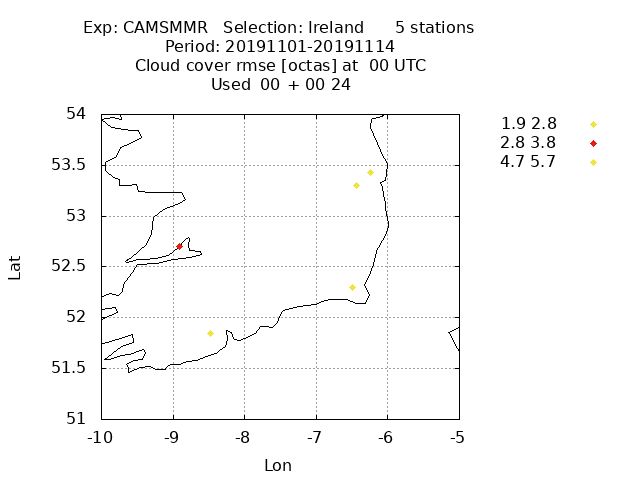 Exp: CAMSMMR   Selection: Ireland      5 stations
Period: 20191101-20191114
Cloud cover rmse [octas] at  00 UTC
Used  00 + 00 24
1.9 2.8
2.8 3.8
4.7 5.7
54
53.5
53
52.5
52
51.5
51
Lat
-10
-9
-8
-7
-6
-5
Lon